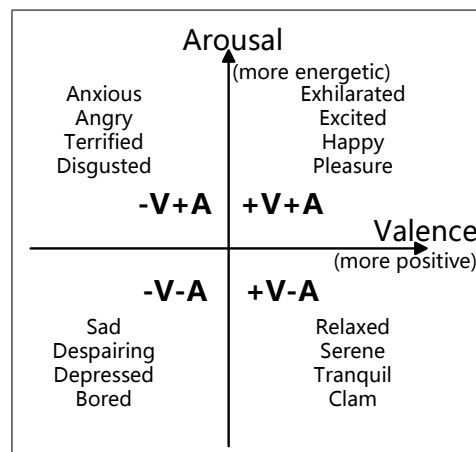 Arousal
(more energetic)
Anxious
Angry
Terrified
Disgusted
Exhilarated
Excited
Happy
Pleasure
-V+A
+V+A
Valence
(more positive)
-V-A
+V-A
Sad
Despairing
Depressed
Bored
Relaxed
Serene
Tranquil
Clam